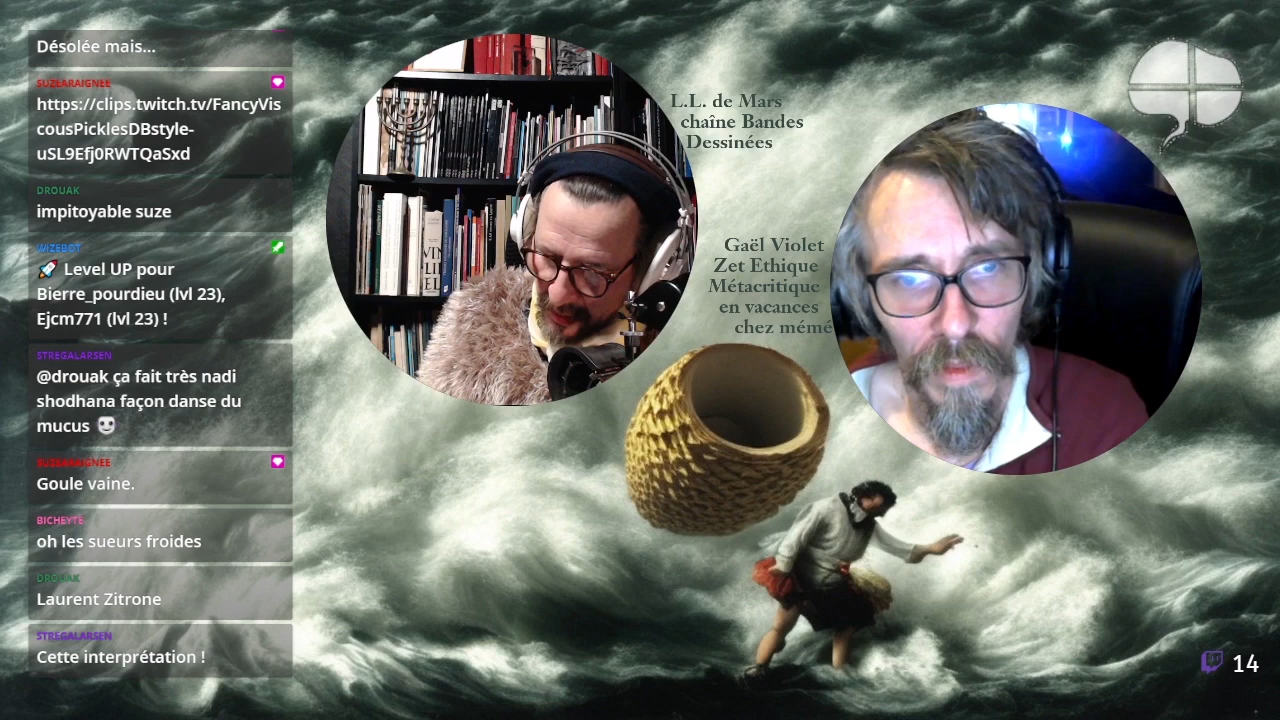 Désolée mais...
SUZEARAIGNEE
https://clips.twitch.tv/FancyVis
cousPicklesDBstyle-
uSL9Efj0RWTQaSxd
DROUAK
impitoyable suze
WIZEBOT
🚀 Level UP pour
Bierre_pourdieu (lvl 23),
Ejcm771 (lvl 23) !
STREGALARSEN
@drouak ça fait très nadi
shodhana façon danse du
mucus
SUZEARAIGNEE
Goule vaine.
BICHEYTE
oh les sueurs froides
DROUAK
Laurent Zitrone
STREGALARSEN
Cette interprétation !
L.L. de Mars
chaîne Bandes
Dessinées
Gaël Violet
Zet Ethique
Métacritique
en vacances
chez mémé
14